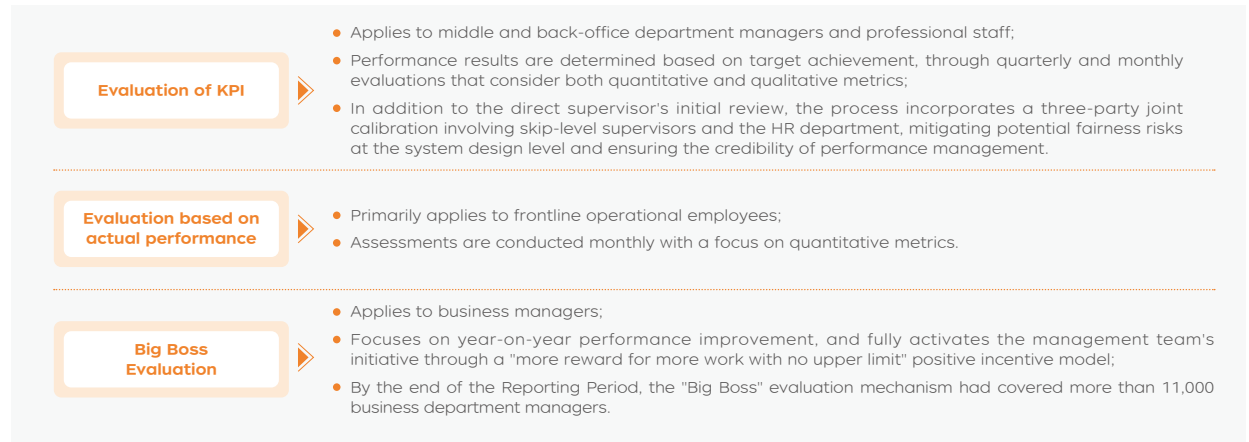 Evaluation of KPI
Applies to middle and back-office department managers and professional staff;
Performance results are determined based on target achievement, through quarterly and monthly
evaluations that consider both quantitative and qualitative metrics;
In addition to the direct supervisor's initial review, the process incorporates a three-party joint
calibration involving skip-level supervisors and the HR department, mitigating potential fairness risks
at the system design level and ensuring the credibility of performance management.
Evaluation based on
actual performance
Primarily applies to frontline operational employees;
Assessments are conducted monthly with a focus on quantitative metrics.
Big Boss
Evaluation
Applies to business managers;
Focuses on year-on-year performance improvement, and fully activates the management team's
initiative through a "more reward for more work with no upper limit" positive incentive model;
By the end of the Reporting Period, the "Big Boss" evaluation mechanism had covered more than 11,000
business department managers.